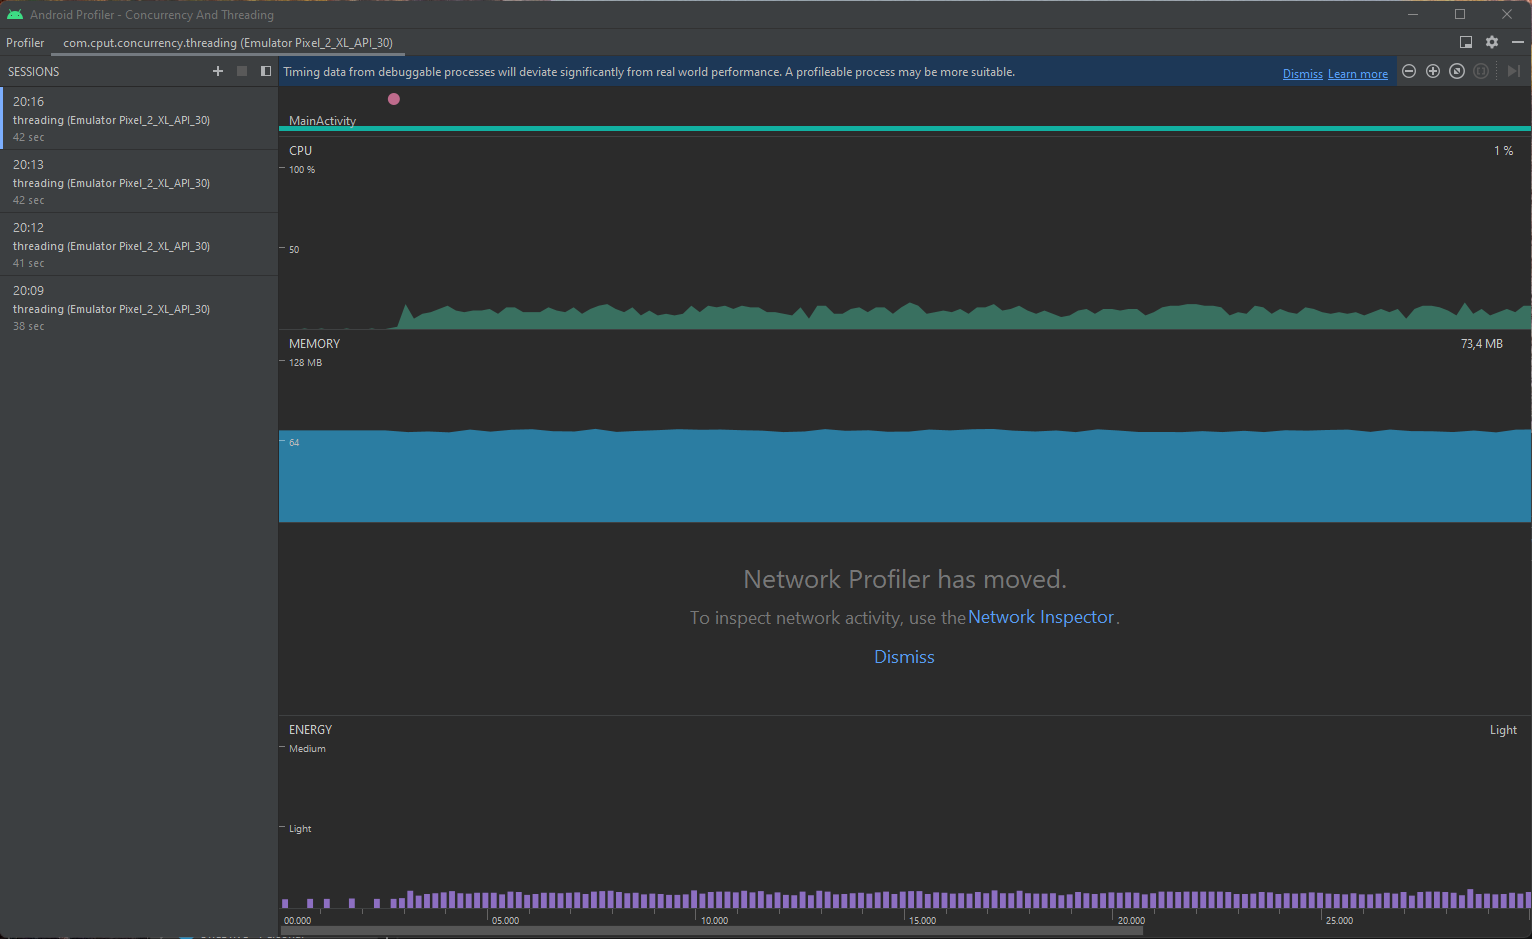 Android Profiler - Concurrency And Threading
Profiler
com.cput.concurrency.threading (Emulator Pixel_2_XL_API_30)
SESSIONS
Timing data from debuggable processes will deviate significantly from real world performance. A profileable process may be more suitable.
Dismiss Learn more
20:16
threading (Emulator Pixel_2_XL_API_30)
42 sec
20:13
threading (Emulator Pixel_2_XL_API_30)
42 sec
20:12
threading (Emulator Pixel_2_XL_API_30)
41 sec
20:09
threading (Emulator Pixel_2_XL_API_30)
38 sec
MainActivity
CPU
1 %
100 %
50
MEMORY
73,4 MB
128 MB
64
Network Profiler has moved.
To inspect network activity, use the Network Inspector.
Dismiss
ENERGY
Light
Medium
Light
00.000 05.000 10.000 15.000 20.000 25.000